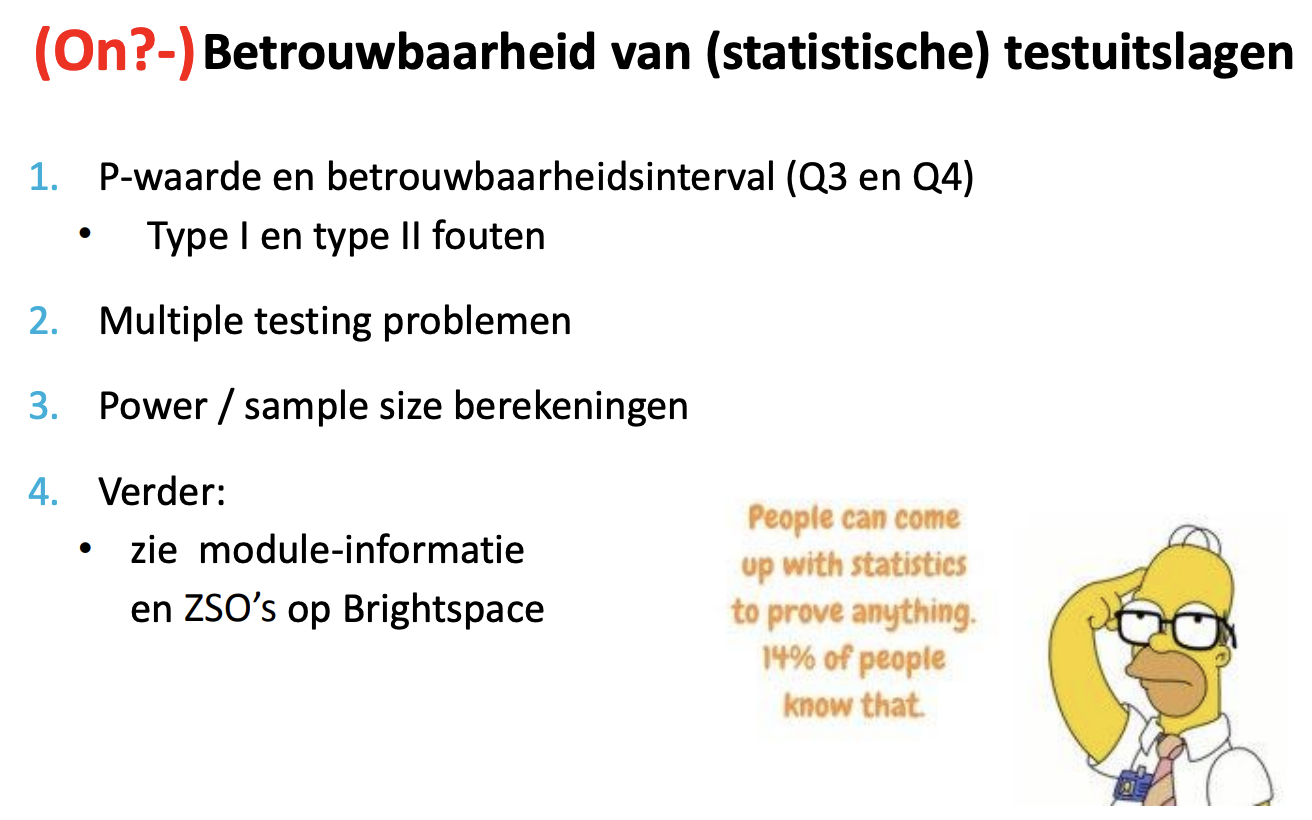 (On?-) Betrouwbaarheid van (statistische) testuitslagen
1. P-waarde en betrouwbaarheidsinterval (Q3 en Q4)
• Type I en type II fouten
2. Multiple testing problemen
3. Power / sample size berekeningen
4. Verder:
• zie module-informatie
en ZSO’s op Brightspace
People can come
up with statistics
to prove anything.
14% of people
know that.